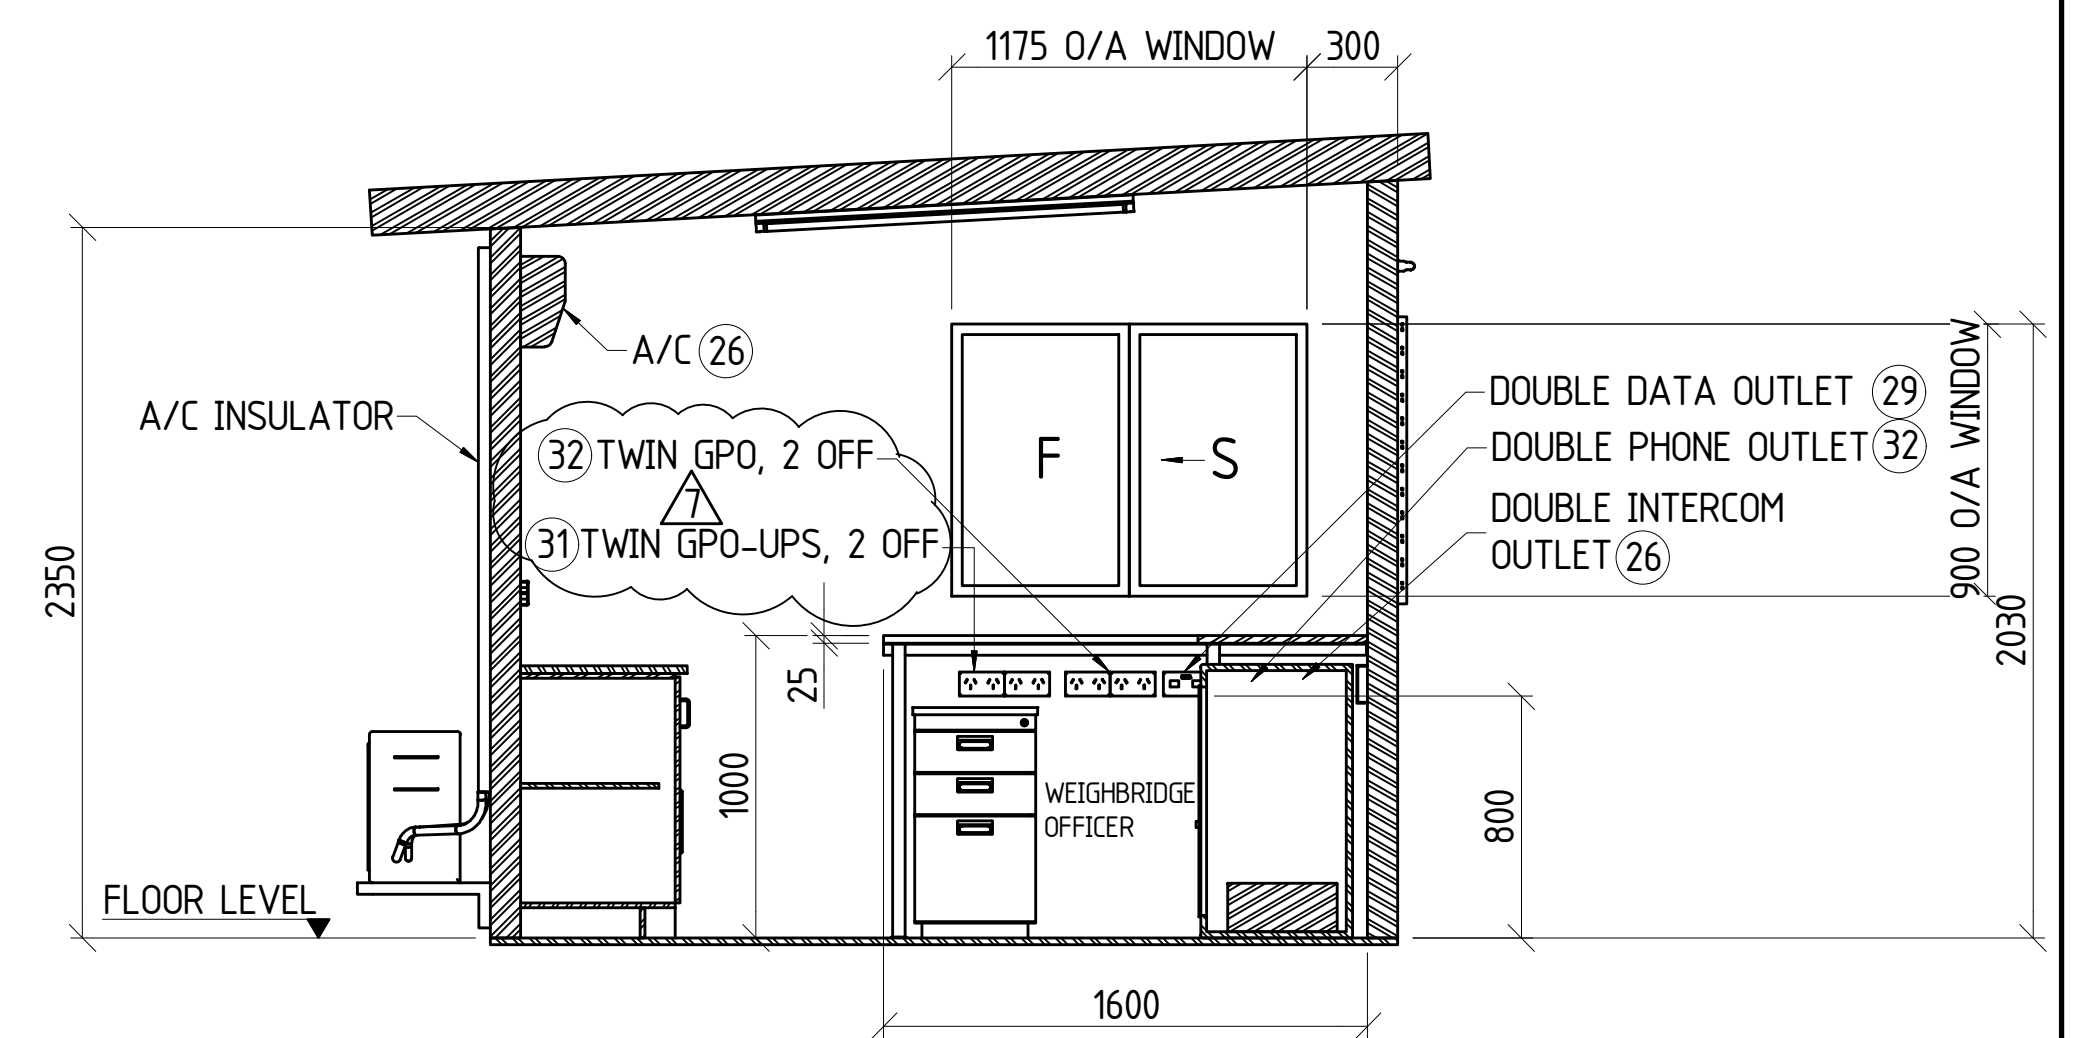 1175 O/A WINDOW 300
A/C 26
A/C INSULATOR
32 TWIN GPO, 2 OFF
7
31 TWIN GPO-UPS, 2 OFF
F
S
DOUBLE DATA OUTLET 29
DOUBLE PHONE OUTLET 32
DOUBLE INTERCOM
OUTLET 26
900 O/A WINDOW
2030
2350
25
1000
WEIGHBRIDGE
OFFICER
800
FLOOR LEVEL
1600